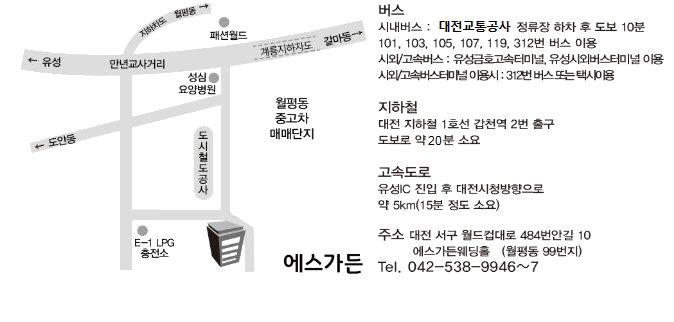 지하차도 월평동
패션월드
계룡지하차도 갈마동→
← 유성
만년교사거리
성심
요양병원
월평동
중고차
매매단지
← 도안동
도시철도공사
E-1 LPG
충전소
에스가든
버스
시내버스 : 대전교통공사 정류장 하차 후 도보 10분
101, 103, 105, 107, 119, 312번 버스 이용
시외/고속버스 : 유성금호고속터미널, 유성시외버스터미널 이용
시외/고속버스터미널 이용시 : 312번 버스 또는 택시이용
지하철
대전 지하철 1호선 갑천역 2번 출구
도보로 약 20분 소요
고속도로
유성IC 진입 후 대전시청방향으로
약 5km(15분 정도 소요)
주소 대전 서구 월드컵대로 484번안길 10
에스가든웨딩홀 (월평동 99번지)
Tel. 042-538-9946~7